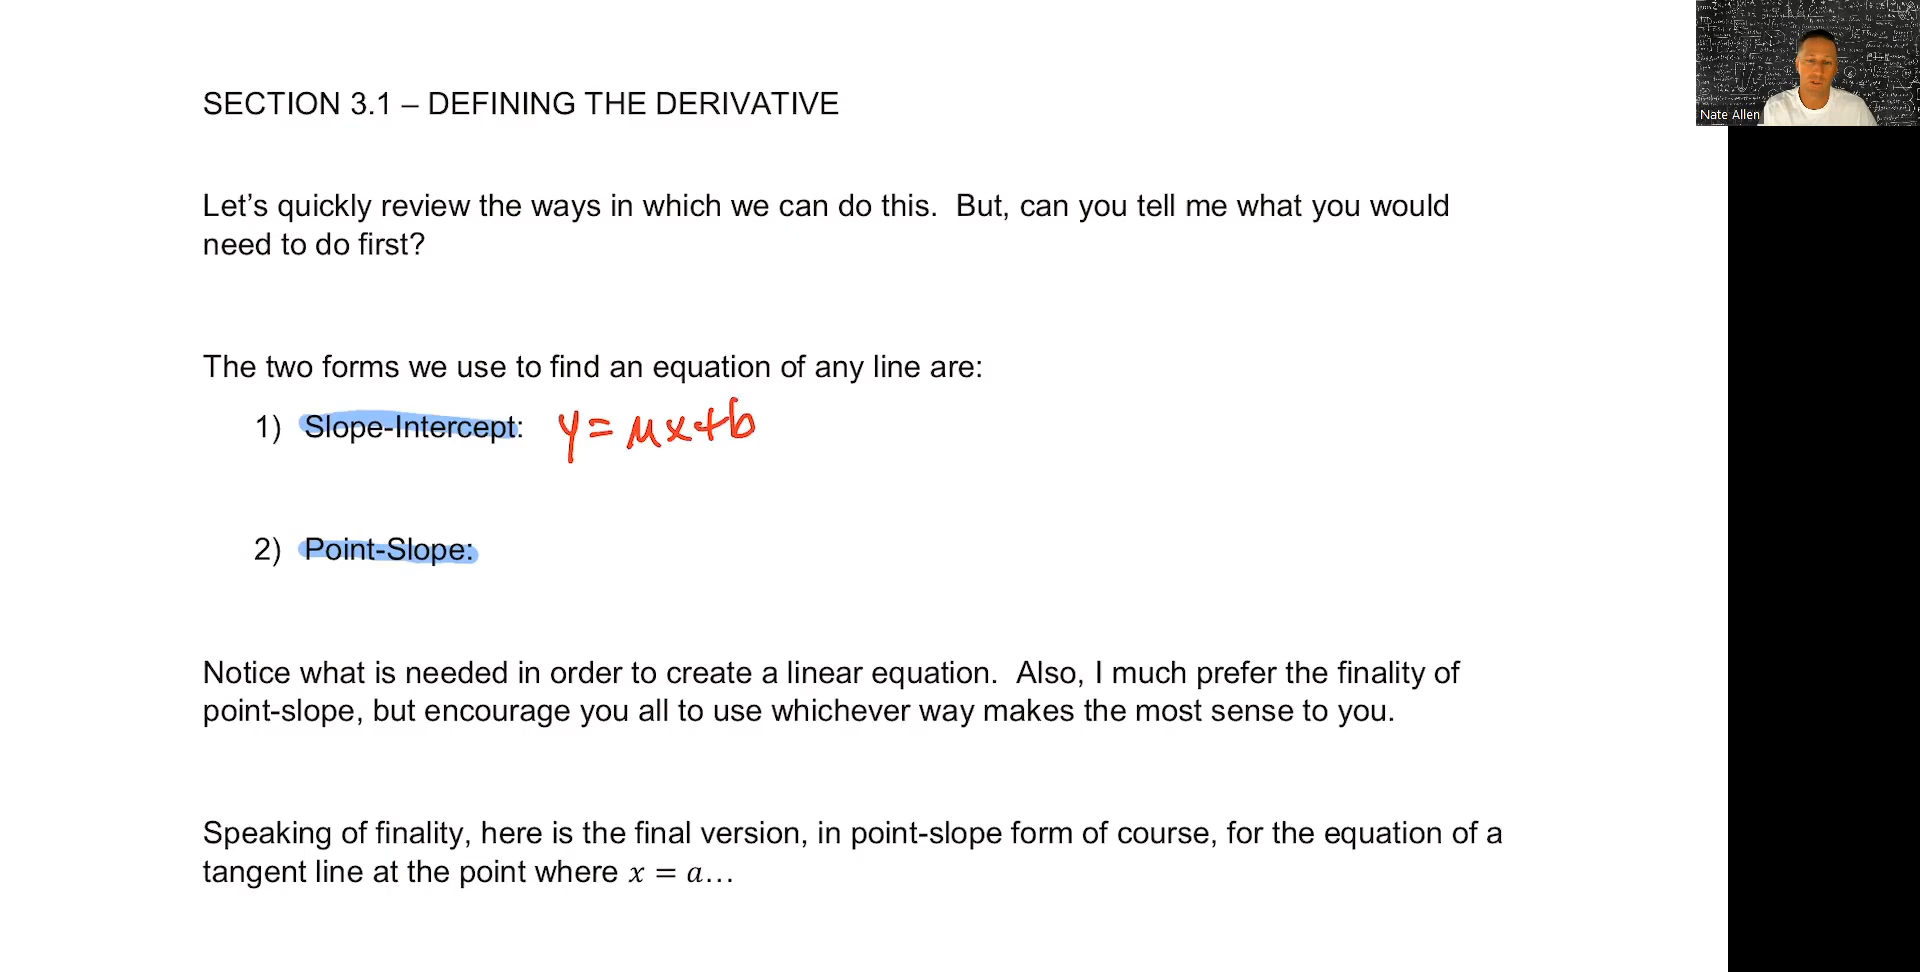 SECTION 3.1 – DEFINING THE DERIVATIVE
Nate Allen
Let’s quickly review the ways in which we can do this.  But, can you tell me what you would
need to do first?
The two forms we use to find an equation of any line are:
1) Slope-Intercept: y = mx+b
2) Point-Slope:
Notice what is needed in order to create a linear equation.  Also, I much prefer the finality of
point-slope, but encourage you all to use whichever way makes the most sense to you.
Speaking of finality, here is the final version, in point-slope form of course, for the equation of a
tangent line at the point where x = a…